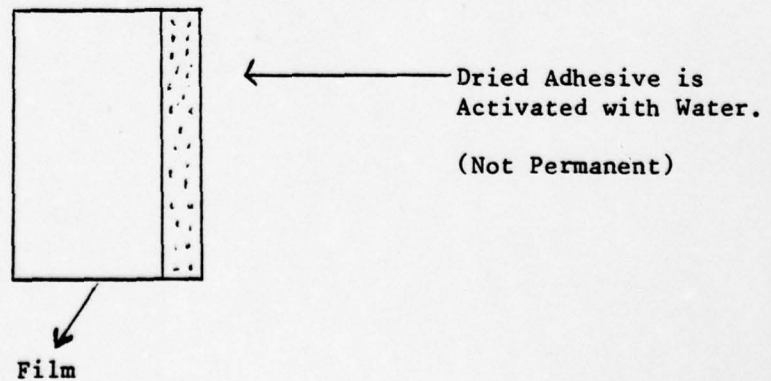 Dried Adhesive is
Activated with Water.
(Not Permanent)
Film